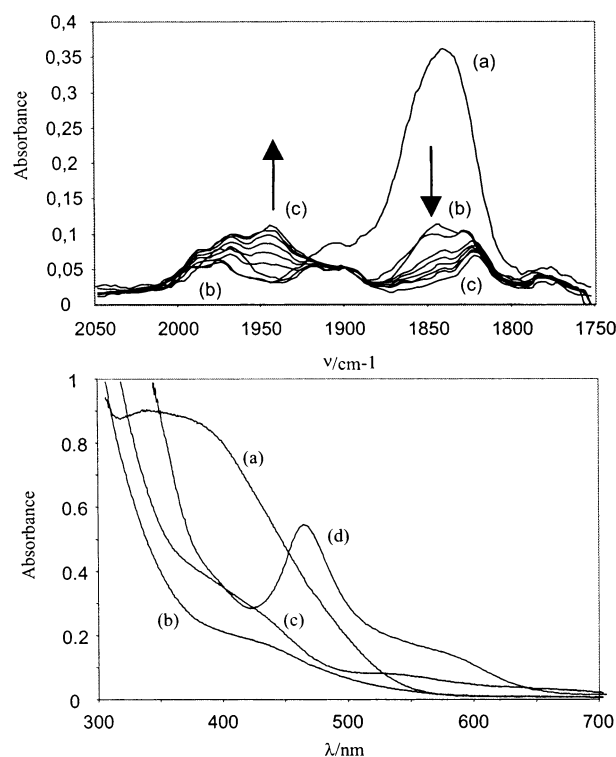 0,4
0,35
0,3
0,25
0,2
0,15
0,1
0,05
0
Absorbance
(a)
(b)
(c)
(b)
(c)
2050 2000 1950 1900 1850 1800 1750
ν/cm-1
1
0.8
0.6
0.4
0.2
0
Absorbance
(a)
(d)
(c)
(b)
300 400 500 600 700
λ/nm